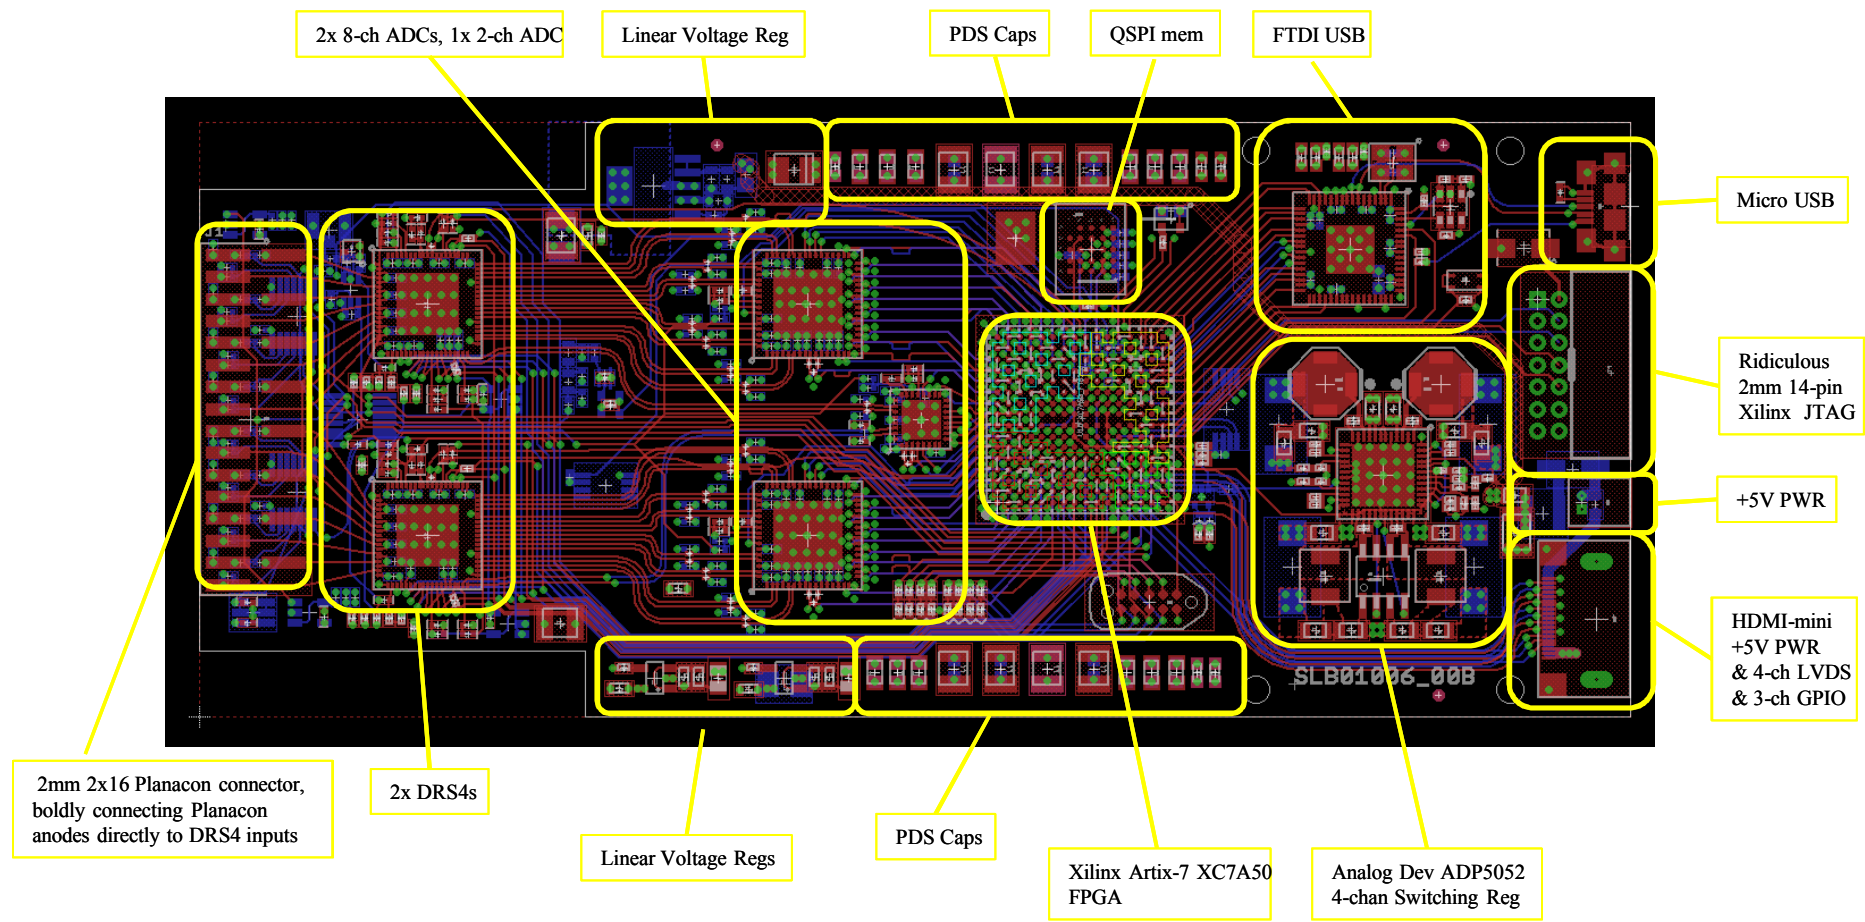 2x 8-ch ADCs, 1x 2-ch ADC
Linear Voltage Reg
PDS Caps
QSPI mem
FTDI USB
Micro USB
Ridiculous
2mm 14-pin
Xilinx JTAG
+5V PWR
HDMI-mini
+5V PWR
& 4-ch LVDS
& 3-ch GPIO
SLB01006_00B
2mm 2x16 Planacon connector,
boldly connecting Planacon
anodes directly to DRS4 inputs
2x DRS4s
Linear Voltage Regs
PDS Caps
Xilinx Artix-7 XC7A50
FPGA
Analog Dev ADP5052
4-chan Switching Reg